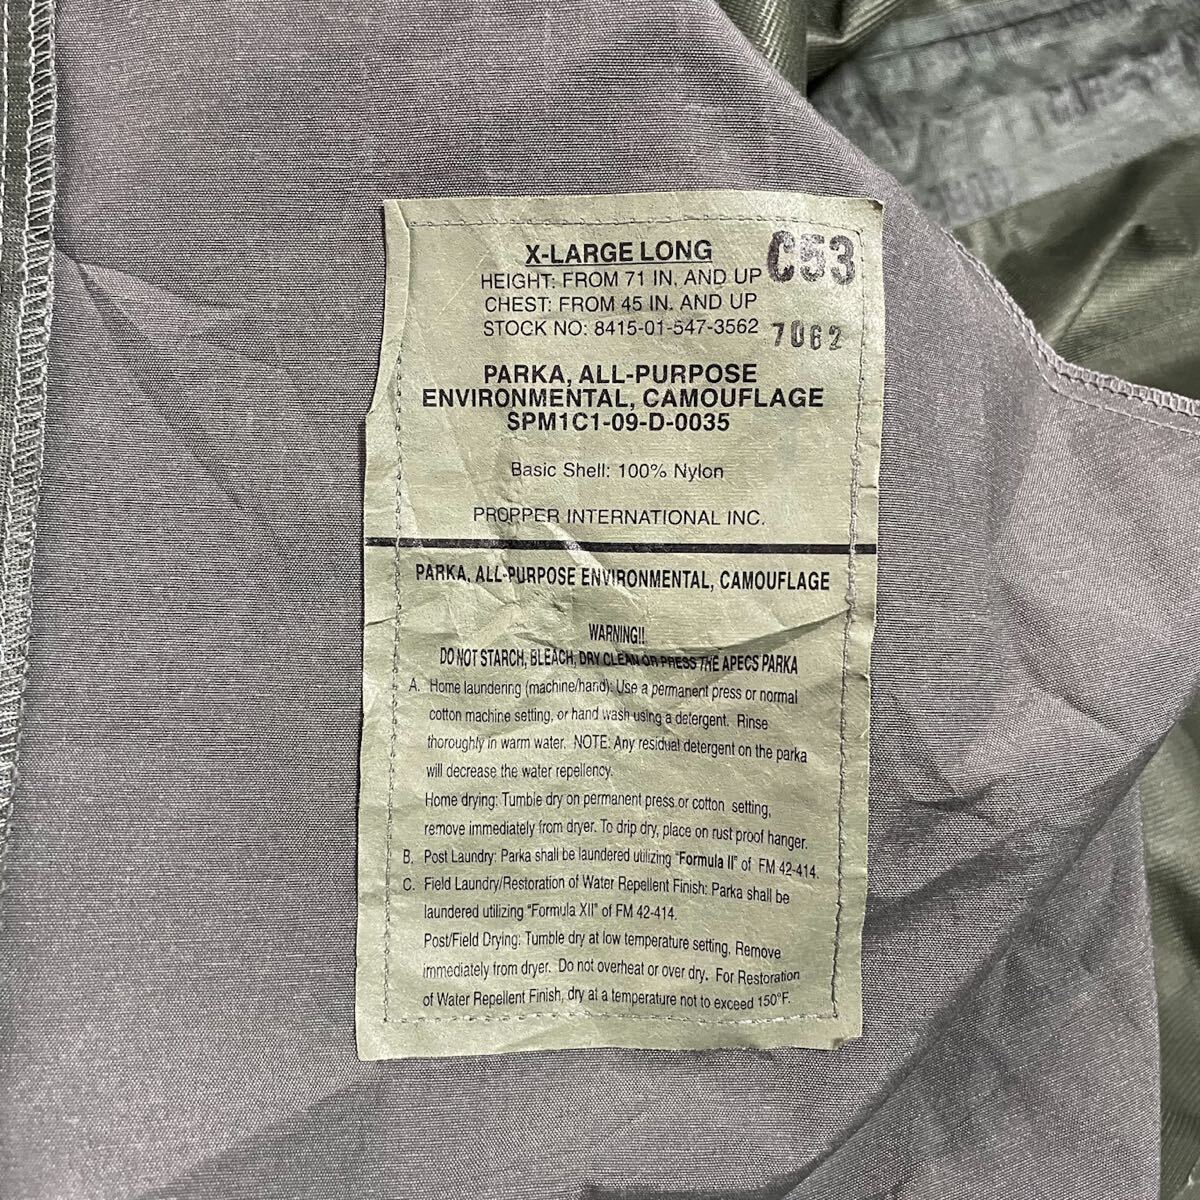 X-LARGE LONG
C53
HEIGHT: FROM 71 IN. AND UP
CHEST: FROM 45 IN. AND UP
STOCK NO: 8415-01-547-3562
7062
PARKA, ALL-PURPOSE
ENVIRONMENTAL, CAMOUFLAGE
SPM1C1-09-D-0035
Basic Shell: 100% Nylon
PROPPER INTERNATIONAL INC.
PARKA, ALL-PURPOSE ENVIRONMENTAL, CAMOUFLAGE
WARNING!!
DO NOT STARCH, BLEACH, DRY CLEAN OR PRESS THE APECS PARKA
A. Home laundering (machine/hand): Use a permanent press or normal
cotton machine setting, or hand wash using a detergent. Rinse
thoroughly in warm water. NOTE: Any residual detergent on the parka
will decrease the water repellency.
Home drying: Tumble dry on permanent press or cotton setting,
remove immediately from dryer. To drip dry, place on rust proof hanger.
B. Post Laundry: Parka shall be laundered utilizing "Formula II" of FM 42-414.
C. Field Laundry/Restoration of Water Repellent Finish: Parka shall be
laundered utilizing "Formula XII" of FM 42-414.
Post/Field Drying: Tumble dry at low temperature setting, Remove
immediately from dryer. Do not overheat or over dry. For Restoration
of Water Repellent Finish, dry at a temperature not to exceed 150°F.